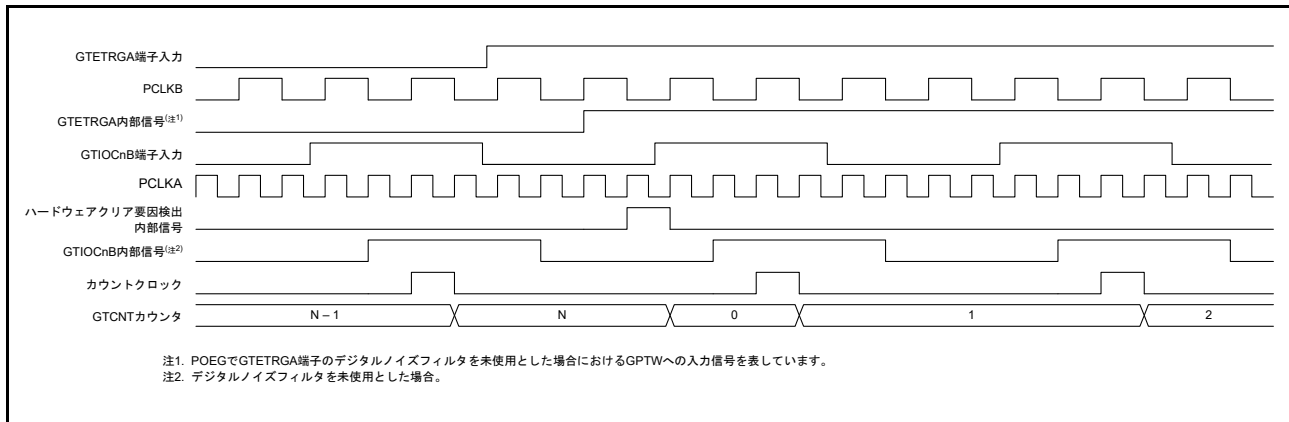 GTETRGA端子入力
PCLKB
GTETRGA内部信号(注1)
GTIOCnB端子入力
PCLKA
ハードウェアクリア要因検出
内部信号
GTIOCnB内部信号(注2)
カウントクロック
GTCNTカウンタ N – 1 N 0 1 2
注1. POEGでGTETRGA端子のデジタルノイズフィルタを未使用とした場合におけるGPTWへの入力信号を表しています。
注2. デジタルノイズフィルタを未使用とした場合。